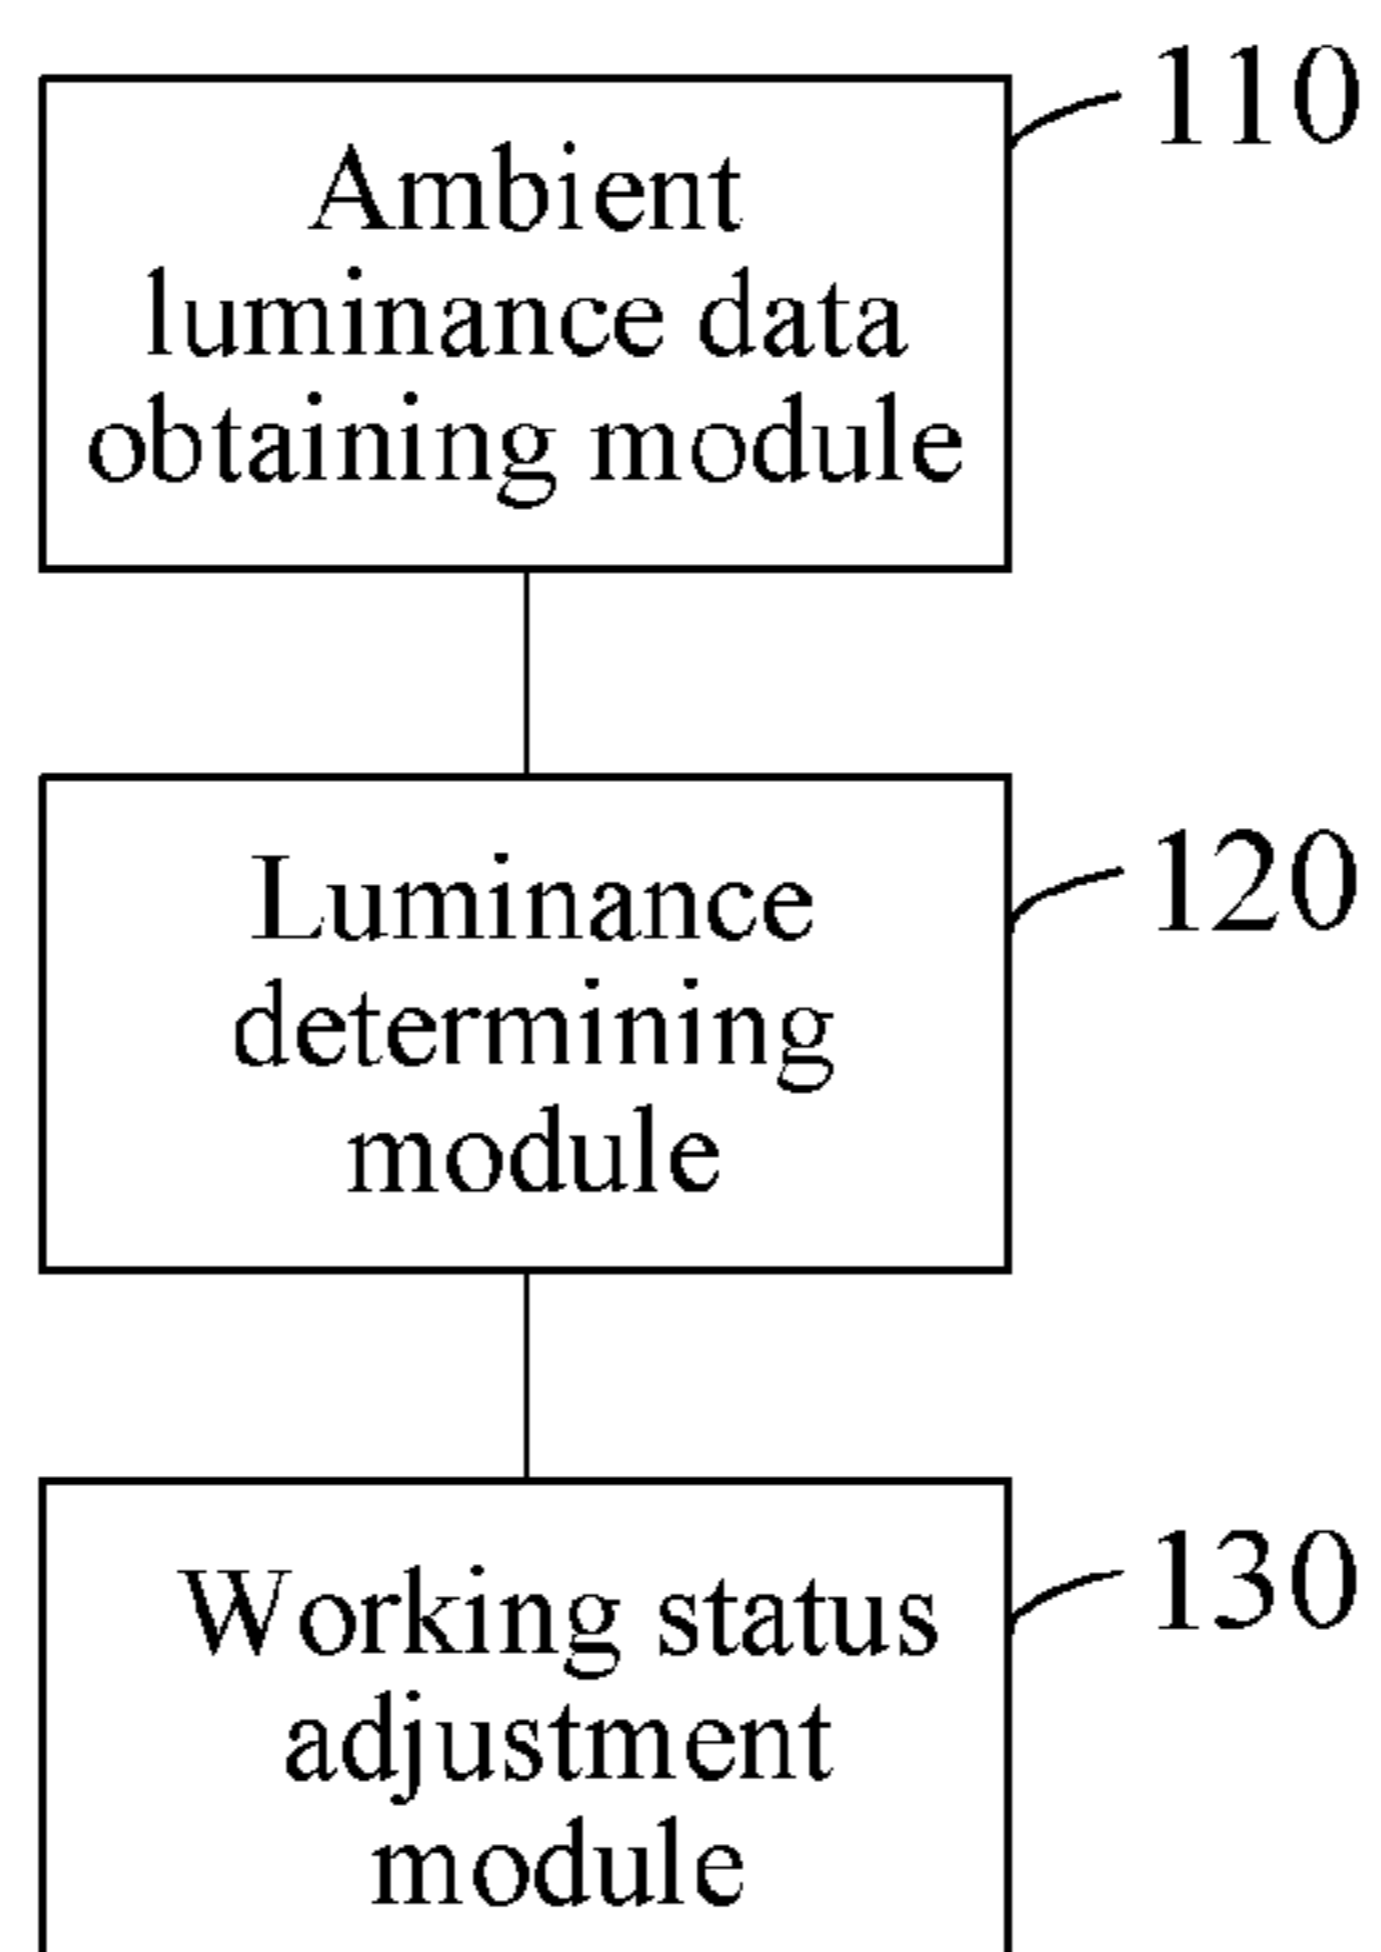 110
Ambient
luminance data
obtaining module
120
Luminance
determining
module
130
Working status
adjustment
module